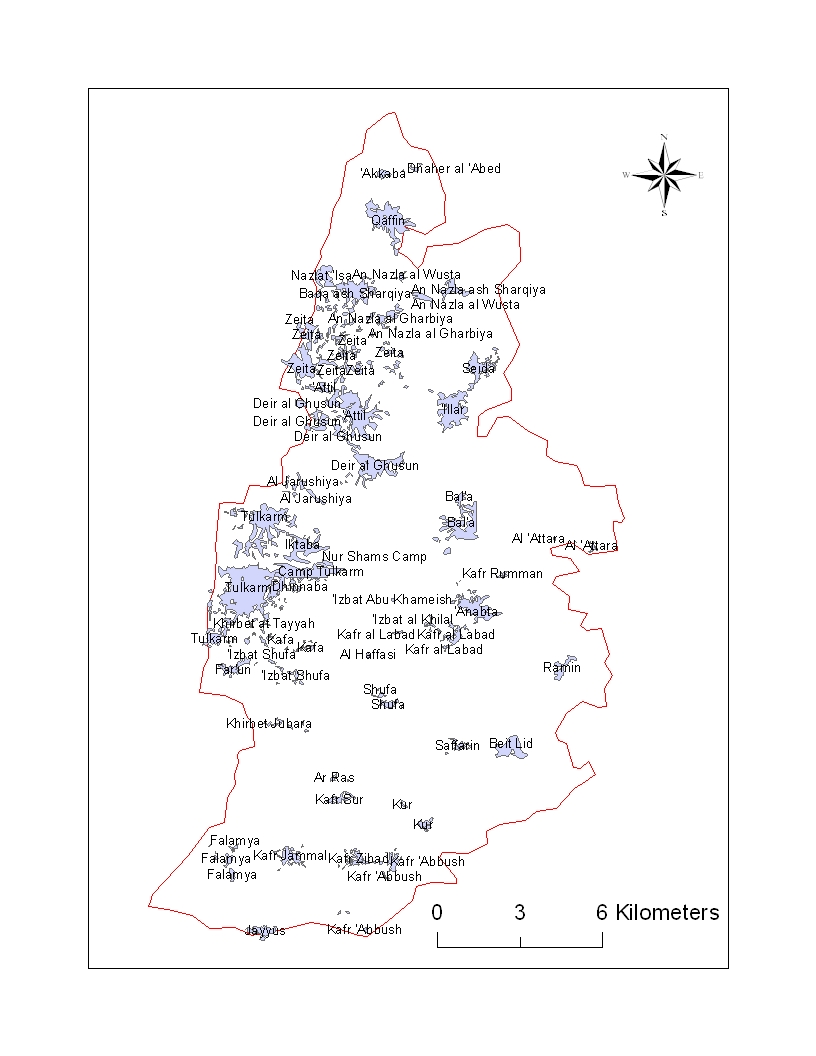 N
W E
S
'Akkaba Dhaher al 'Abed
Qaffin
Nazlat 'Isa An Nazla al Wusta
Baqa ash Sharqiya An Nazla ash Sharqiya
An Nazla al Wusta
Zeita An Nazla al Gharbiya
Zeita An Nazla al Gharbiya
Zeita
Zeita Zeita
Zeita Zeita Zeita Seida
'Attil
Deir al Ghusun
'Illar
Attil
Deir al Ghusun
Deir al Ghusun
Deir al Ghusun
Al Jarushiya
Al Jarushiya Bal'a
Tulkarm Bal'a
Al 'Attara Al 'Attara
Iktaba
Nur Shams Camp
Camp Tulkarm Kafr Rumman
Tulkarm Dhinnaba
'Izbat Abu Khameish 'Anabta
Khirbet at Tayyah 'Izbat al Khilal
Tulkarm Kafa Kafr al Labad Kafr al Labad
Kafa Kafr al Labad
'Izbat Shufa Al Haffasi
Far'un 'Izbat Shufa Ramin
Shufa
Shufa
Khirbet Jubara
Saffarin Beit Lid
Ar Ras
Kafr Sur Kur
Kur
Falamya
Falamya Kafr Jammal Kafr Zibad Kafr 'Abbush
Falamya Kafr 'Abbush
0 3 6 Kilometers
Jayyus Kafr 'Abbush